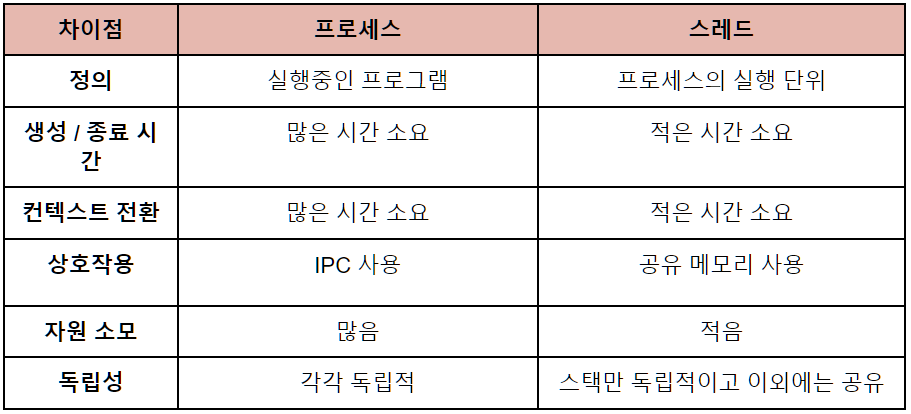 차이점 프로세스 스레드
정의 실행중인 프로그램 프로세스의 실행 단위
생성 / 종료 시 많은 시간 소요 적은 시간 소요
간
컨텍스트 전환 많은 시간 소요 적은 시간 소요
상호작용 IPC 사용 공유 메모리 사용
자원 소모 많음 적음
독립성 각각 독립적 스택만 독립적이고 이외에는 공유